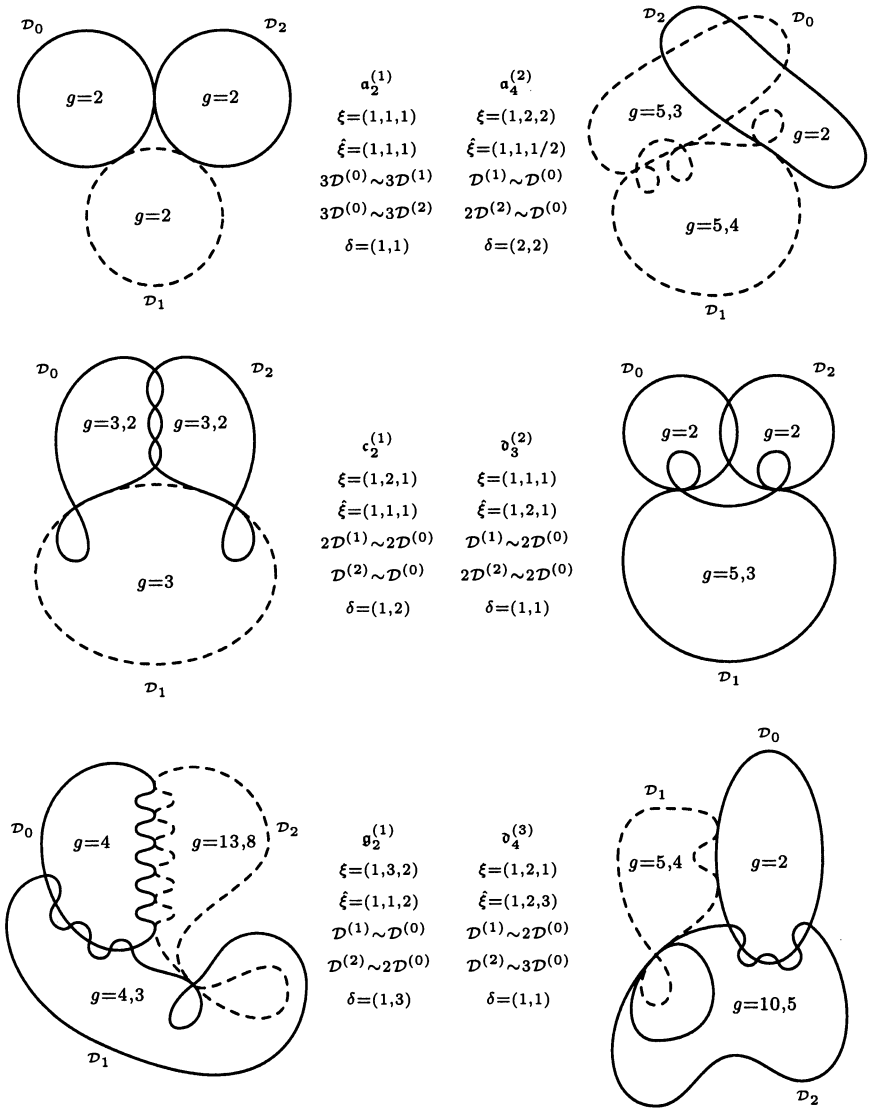 𝒟₀ 𝒟₂
g=2 g=2
g=2
𝒟₁
𝔞₂⁽¹⁾ 𝔞₄⁽²⁾
ξ=(1,1,1) ξ=(1,2,2)
ξ̂=(1,1,1) ξ̂=(1,1,1/2)
3𝒟⁽⁰⁾~3𝒟⁽¹⁾ 𝒟⁽¹⁾~𝒟⁽⁰⁾
3𝒟⁽⁰⁾~3𝒟⁽²⁾ 2𝒟⁽²⁾~𝒟⁽⁰⁾
δ=(1,1) δ=(2,2)
𝒟₂ 𝒟₀
g=5,3
g=2
g=5,4
𝒟₁
𝒟₀ 𝒟₂
g=3,2 g=3,2
g=3
𝒟₁
𝔠₂⁽¹⁾ 𝔡₃⁽²⁾
ξ=(1,2,1) ξ=(1,1,1)
ξ̂=(1,1,1) ξ̂=(1,2,1)
2𝒟⁽¹⁾~2𝒟⁽⁰⁾ 𝒟⁽¹⁾~2𝒟⁽⁰⁾
𝒟⁽²⁾~𝒟⁽⁰⁾ 2𝒟⁽²⁾~2𝒟⁽⁰⁾
δ=(1,2) δ=(1,1)
𝒟₀ 𝒟₂
g=2 g=2
g=5,3
𝒟₁
𝒟₀ 𝒟₂
g=4 g=13,8
g=4,3
𝒟₁
𝔤₂⁽¹⁾ 𝔡₄⁽³⁾
ξ=(1,3,2) ξ=(1,2,1)
ξ̂=(1,1,2) ξ̂=(1,2,3)
𝒟⁽¹⁾~𝒟⁽⁰⁾ 𝒟⁽¹⁾~2𝒟⁽⁰⁾
𝒟⁽²⁾~2𝒟⁽⁰⁾ 𝒟⁽²⁾~3𝒟⁽⁰⁾
δ=(1,3) δ=(1,1)
𝒟₀
𝒟₁
g=5,4 g=2
g=10,5
𝒟₂